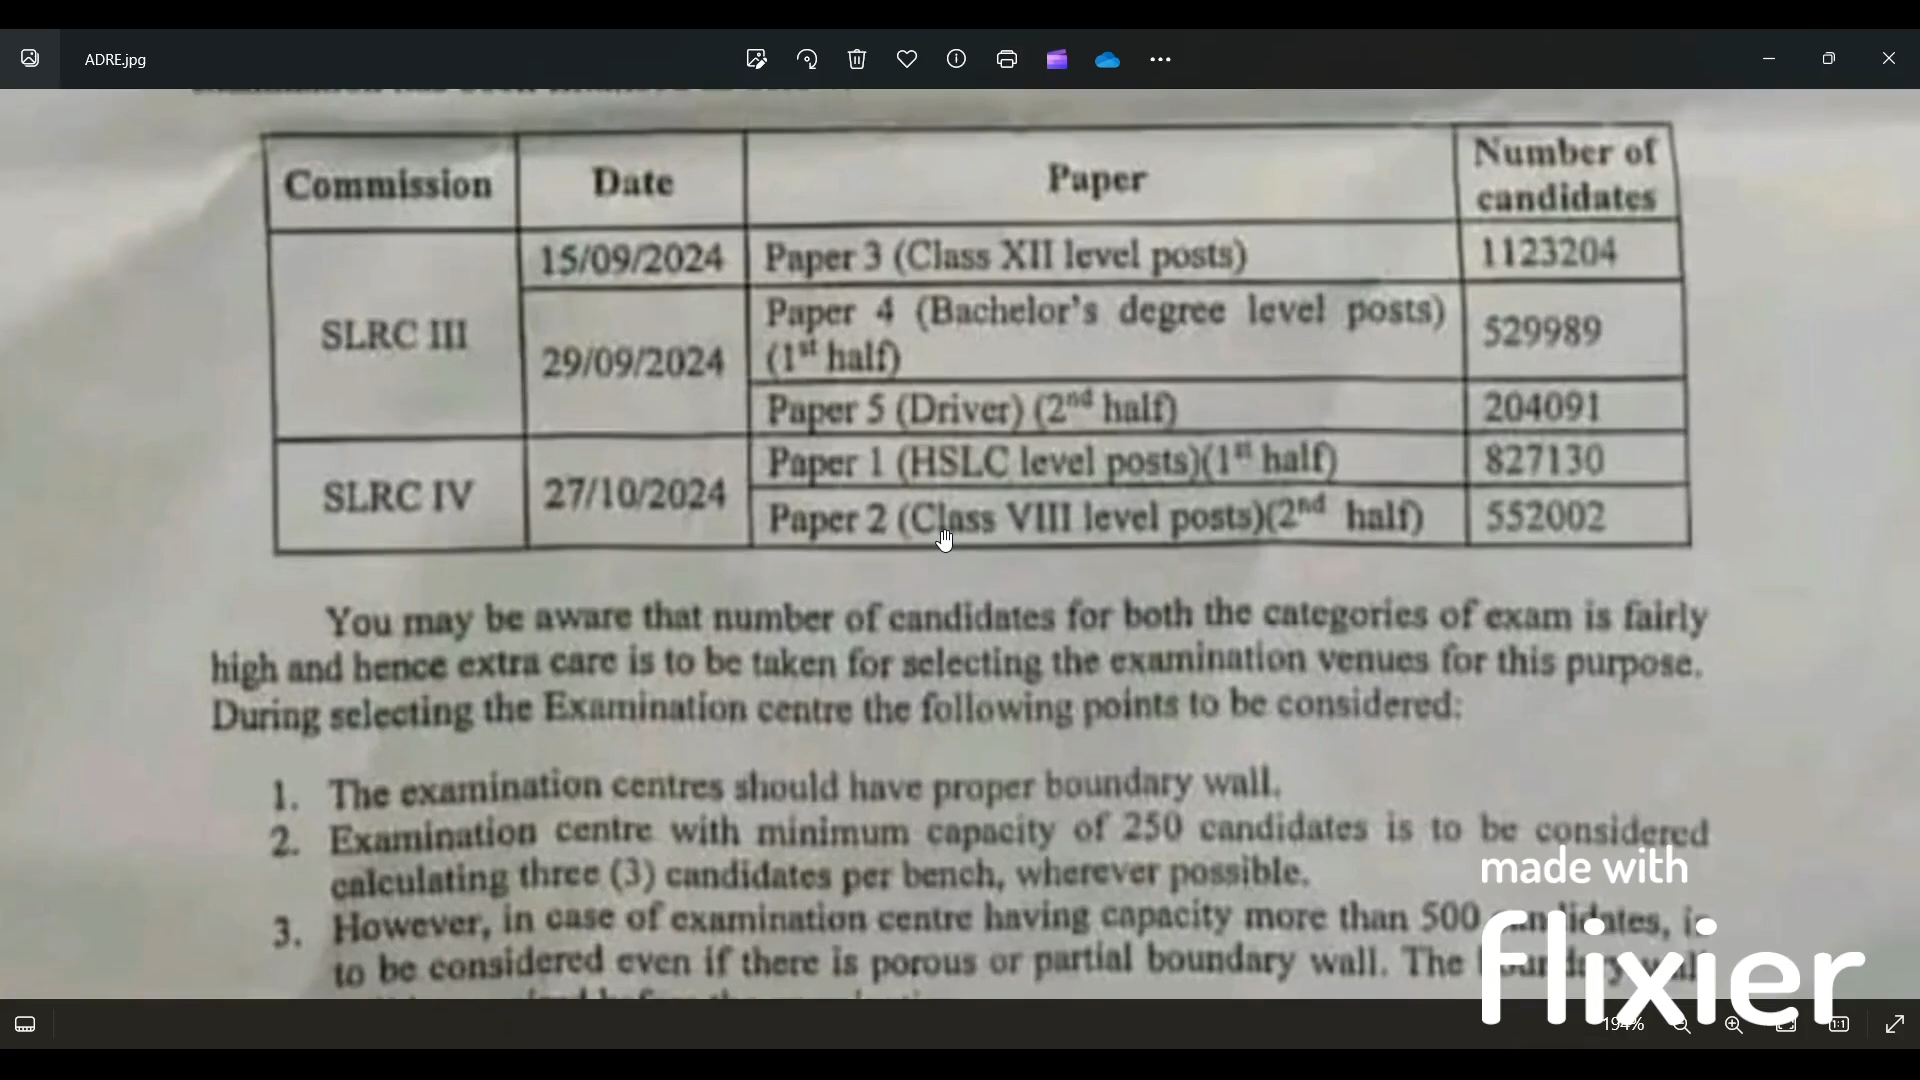 ADRE.jpg
Commission Date Paper Number of candidates
SLRC III 15/09/2024 Paper 3 (Class XII level posts) 1123204
29/09/2024 Paper 4 (Bachelor's degree level posts) (1st half) 529989
Paper 5 (Driver) (2nd half) 204091
SLRC IV 27/10/2024 Paper 1 (HSLC level posts)(1st half) 827130
Paper 2 (Class VIII level posts)(2nd half) 552002
You may be aware that number of candidates for both the categories of exam is fairly
high and hence extra care is to be taken for selecting the examination venues for this purpose.
During selecting the Examination centre the following points to be considered:
1. The examination centres should have proper boundary wall.
2. Examination centre with minimum capacity of 250 candidates is to be considered
calculating three (3) candidates per bench, wherever possible.
3. However, in case of examination centre having capacity more than 500 candidates, is
to be considered even if there is porous or partial boundary wall. The boundary wall
made with
flixier
194%